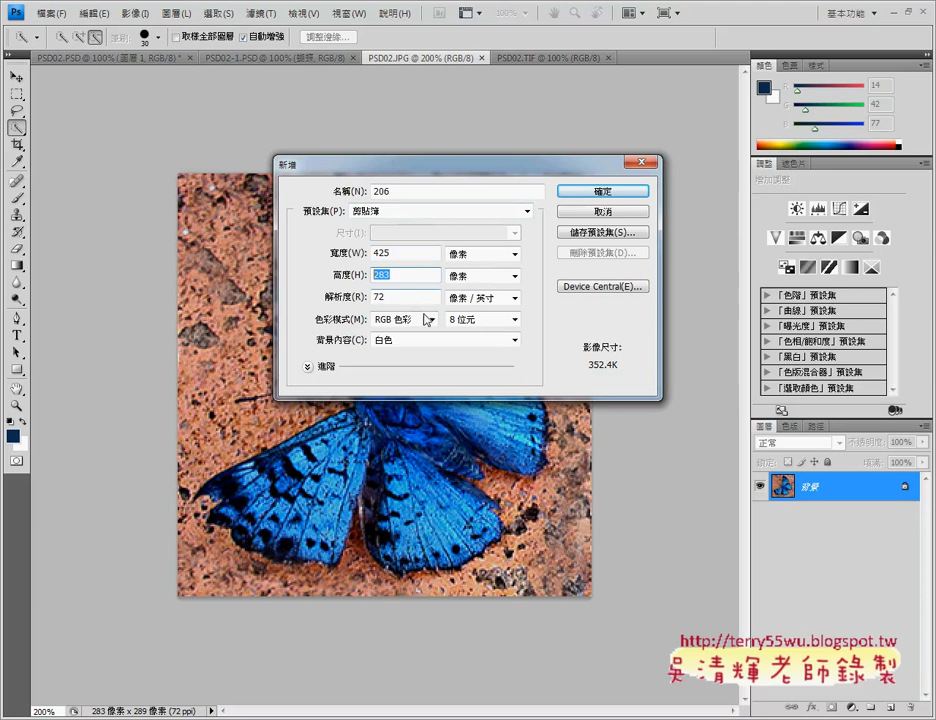 Ps 檔案(F) 編輯(E) 影像(I) 圖層(L) 選取(S) 濾鏡(T) 檢視(V) 視窗(W) 說明(H) 100% 基本功能
筆刷: 30 取樣全部圖層 自動增強 調整邊緣...
PSD02.PSD @ 100% (圖層 1, RGB/8) * PSD02-1.PSD @ 100% (蝴蝶, RGB/8) PSD02.JPG @ 200% (RGB/8) PSD02.TIF @ 100% (RGB/8)
顏色 色票 樣式
R 14
G 42
B 77
調整 遮色片
增加調整
「色階」預設集
「曲線」預設集
「曝光度」預設集
「色相/飽和度」預設集
「黑白」預設集
「色版混合器」預設集
「選取顏色」預設集
圖層 色版 路徑
正常 不透明度: 100%
鎖定: 填滿: 100%
背景
新增
名稱(N): 206 確定
預設集(P): 剪貼簿 取消
尺寸(I): 儲存預設集(S)...
寬度(W): 425 像素 刪除預設集(D)...
高度(H): 283 像素
解析度(R): 72 像素 / 英寸 Device Central(E)...
色彩模式(M): RGB 色彩 8 位元
背景內容(C): 白色
影像尺寸:
352.4K
進階
http://terry55wu.blogspot.tw
吳清輝老師錄製
200% 283 像素 x 289 像素 (72 ppi)